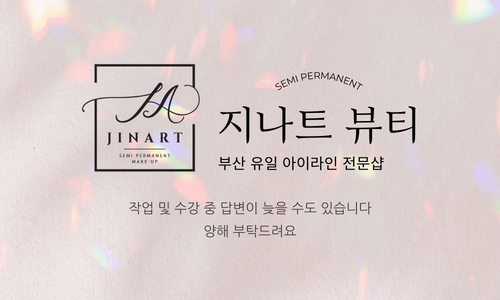 JA
JINART
SEMI PERMANENT
MAKE-UP
SEMI PERMANENT
지나트 뷰티
부산 유일 아이라인 전문샵
작업 및 수강 중 답변이 늦을 수도 있습니다
양해 부탁드려요